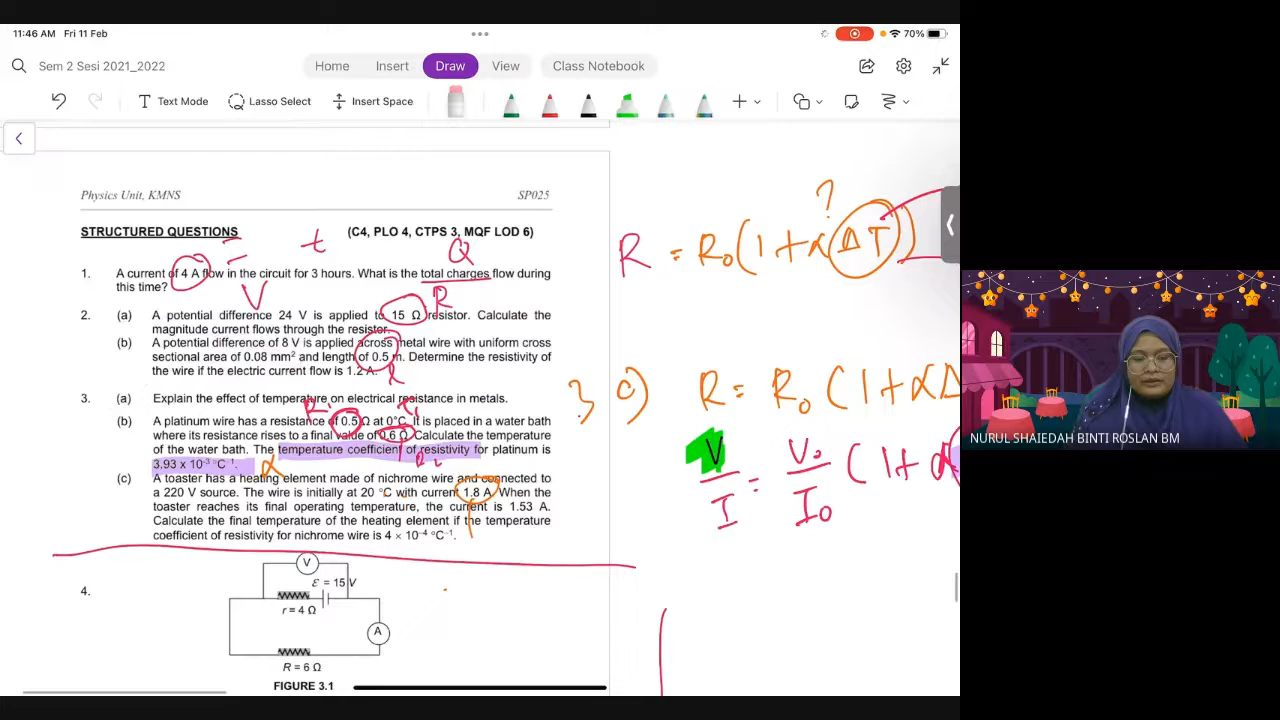 11:46 AM Fri 11 Feb
70%
Sem 2 Sesi 2021_2022
Home Insert Draw View Class Notebook
Text Mode Lasso Select Insert Space
Physics Unit, KMNS SP025
STRUCTURED QUESTIONS (C4, PLO 4, CTPS 3, MQF LOD 6)
t Q
1. A current of 4 A flow in the circuit for 3 hours. What is the total charges flow during
this time?
V R
2. (a) A potential difference 24 V is applied to 15 Ω resistor. Calculate the
magnitude current flows through the resistor.
(b) A potential difference of 8 V is applied across metal wire with uniform cross
sectional area of 0.08 mm² and length of 0.5 m. Determine the resistivity of
the wire if the electric current flow is 1.2 A.
3. (a) Explain the effect of temperature on electrical resistance in metals.
(b) A platinum wire has a resistance of 0.5 Ω at 0°C. It is placed in a water bath
where its resistance rises to a final value of 0.6 Ω. Calculate the temperature
of the water bath. The temperature coefficient of resistivity for platinum is
3.93 x 10⁻³ °C⁻¹. α
(c) A toaster has a heating element made of nichrome wire and connected to
a 220 V source. The wire is initially at 20 °C with current 1.8 A. When the
toaster reaches its final operating temperature, the current is 1.53 A.
Calculate the final temperature of the heating element if the temperature
coefficient of resistivity for nichrome wire is 4 × 10⁻⁴ °C⁻¹.
4.
V
ε = 15 V
r = 4 Ω
A
R = 6 Ω
FIGURE 3.1
?
R = R₀(1+αΔT)
3 c) R = R₀ (1+αΔ
V/I = V₀/I₀ (1+α
NURUL SHAIEDAH BINTI ROSLAN BM